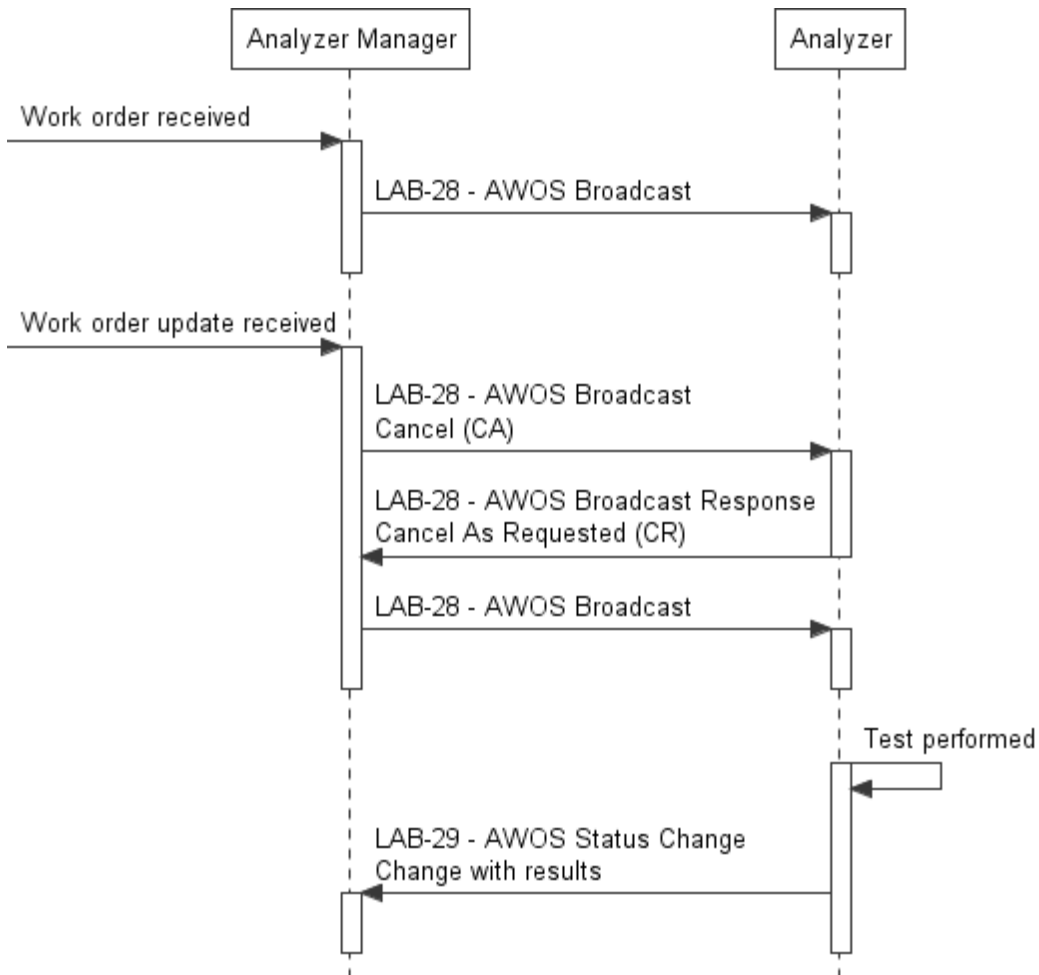 Analyzer Manager
Analyzer
Work order received
LAB-28 - AWOS Broadcast
Work order update received
LAB-28 - AWOS Broadcast
Cancel (CA)
LAB-28 - AWOS Broadcast Response
Cancel As Requested (CR)
LAB-28 - AWOS Broadcast
Test performed
LAB-29 - AWOS Status Change
Change with results